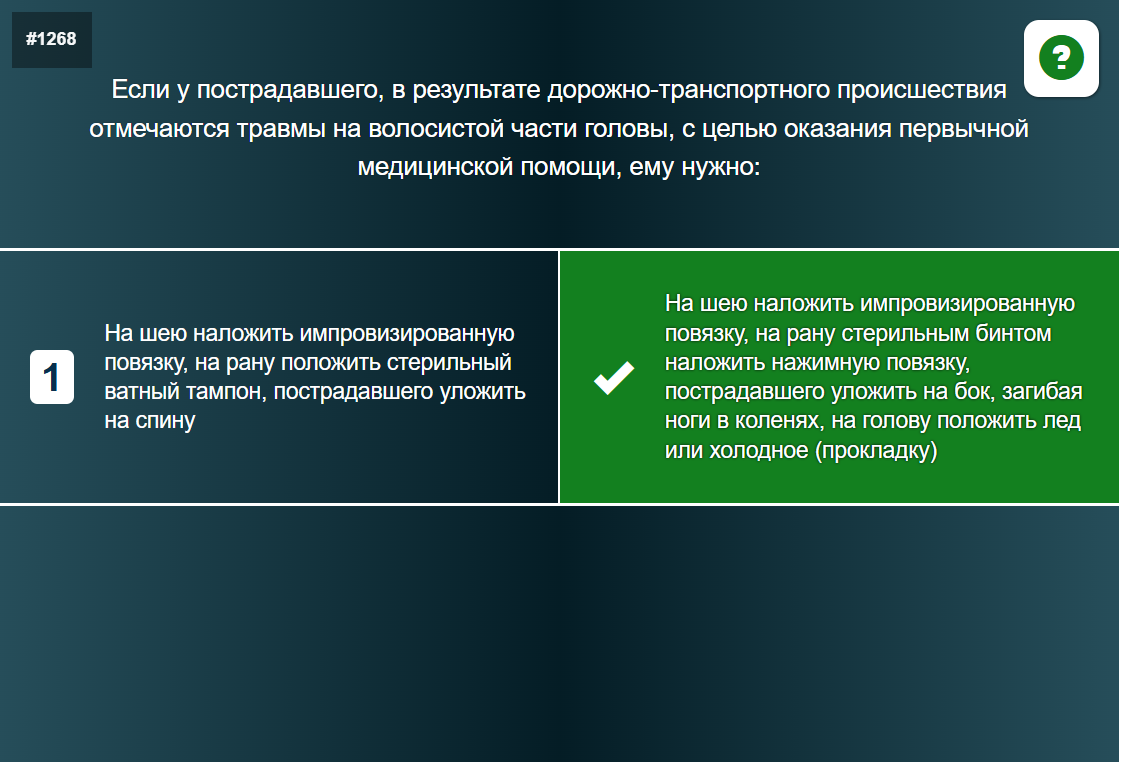 #1268
Если у пострадавшего, в результате дорожно-транспортного происшествия
отмечаются травмы на волосистой части головы, с целью оказания первычной
медицинской помощи, ему нужно:
1
На шею наложить импровизированную
повязку, на рану положить стерильный
ватный тампон, пострадавшего уложить
на спину
На шею наложить импровизированную
повязку, на рану стерильным бинтом
наложить нажимную повязку,
пострадавшего уложить на бок, загибая
ноги в коленях, на голову положить лед
или холодное (прокладку)